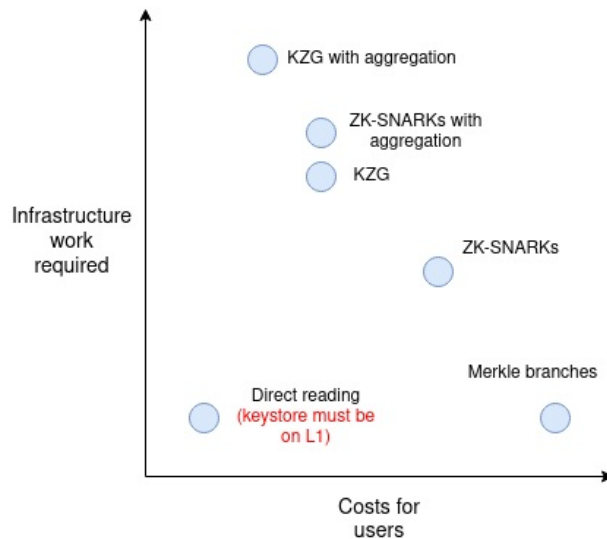 KZG with aggregation
ZK-SNARKs with
aggregation
KZG
Infrastructure
work
required
ZK-SNARKs
Merkle branches
Direct reading
(keystore must be
on L1)
Costs for
users